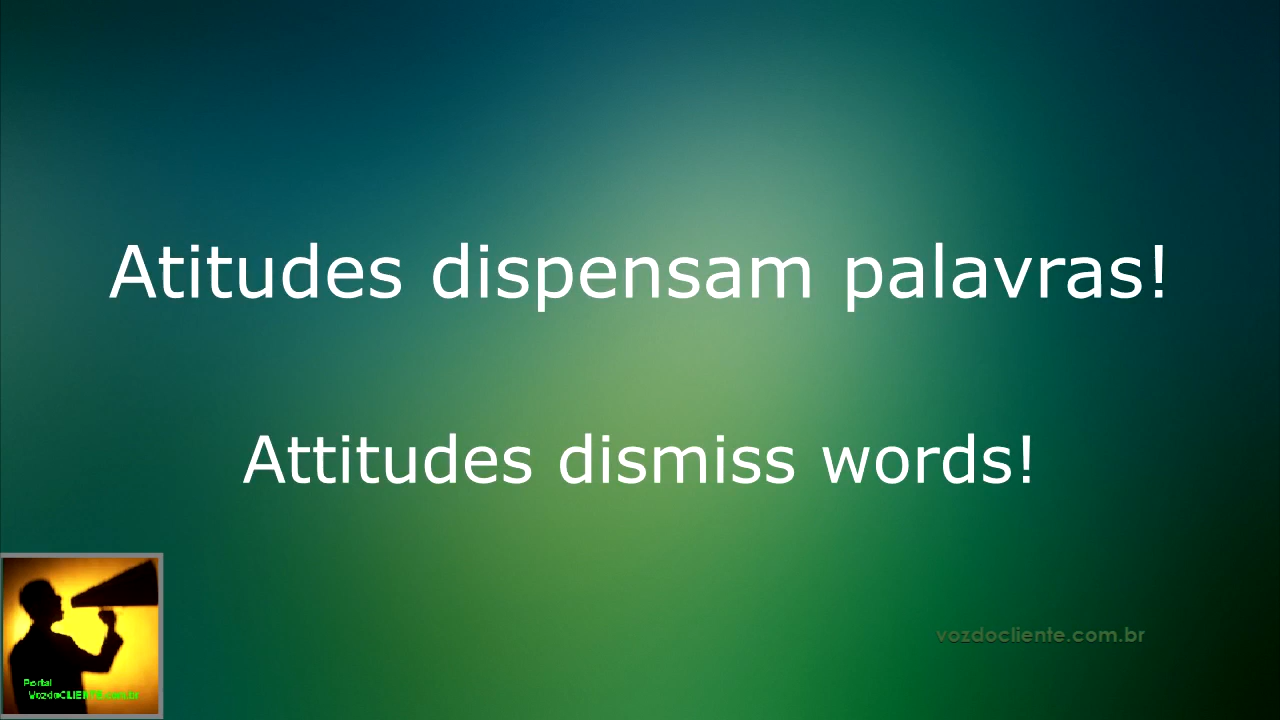 Atitudes dispensam palavras!
Attitudes dismiss words!
vozdocliente.com.br
Portal
VozdoCLIENTE.com.br